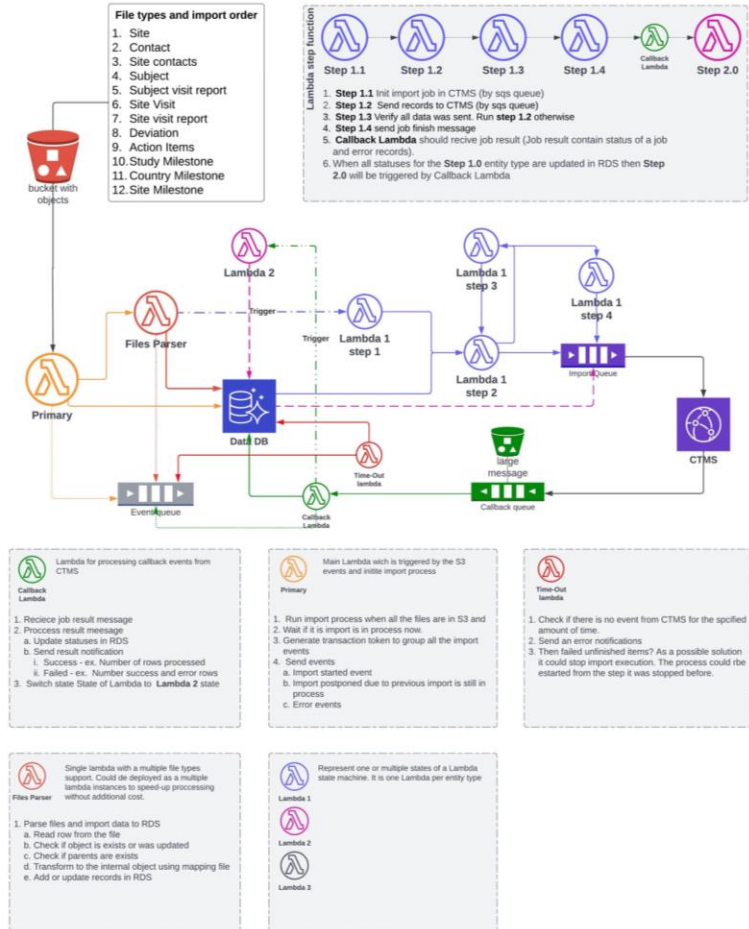 File types and import order
1. Site
2. Contact
3. Site contacts
4. Subject
5. Subject visit report
6. Site Visit
7. Site visit report
8. Deviation
9. Action Items
10. Study Milestone
11. Country Milestone
12. Site Milestone
bucket with
objects
Lambda step function
Step 1.1
Step 1.2
Step 1.3
Step 1.4
Callback
Lambda
Step 2.0
1. Step 1.1 Init import job in CTMS (by sqs queue)
2. Step 1.2 Send records to CTMS (by sqs queue)
3. Step 1.3 Verify all data was sent. Run step 1.2 otherwise
4. Step 1.4 send job finish message
5. Callback Lambda should recive job result (Job result contain status of a job
and error records).
6. When all statuses for the Step 1.0 entity type are updated in RDS then Step
2.0 will be triggered by Callback Lambda
Lambda 2
Lambda 1
step 3
Lambda 1
step 4
Files Parser
Trigger
Lambda 1
step 1
Trigger
Lambda 1
step 2
Import Queue
Primary
Data DB
CTMS
Time-Out
lambda
large
message
Event queue
Callback
Lambda
Callback queue
Callback
Lambda
Lambda for processing callback events from
CTMS
1. Reciece job result message
2. Proccess result meesage
a. Update statuses in RDS
b. Send result notification
i. Success - ex. Number of rows processed
ii. Failed - ex. Number success and error rows
3. Switch state State of Lambda to Lambda 2 state
Primary
Main Lambda wich is triggered by the S3
events and initite import process
1. Run import process when all the files are in S3 and
2. Wait if it is import is in process now.
3. Generate transaction token to group all the import
events
4. Send events
a. Import started event
b. Import postponed due to previous import is still in
process
c. Error events
Time-Out
lambda
1. Check if there is no event from CTMS for the spcified
amount of time.
2. Send an error notifications
3. Then failed unfinished items? As a possible solution
it could stop import execution. The process could rbe
estarted from the step it was stopped before.
Files Parser
Single lambda with a multiple file types
support. Could de deployed as a multiple
lambda instances to speed-up proccessing
without additional cost.
1. Parse files and import data to RDS
a. Read row from the file
b. Check if object is exists or was updated
c. Check if parents are exists
d. Transform to the internal object using mapping file
e. Add or update records in RDS
Lambda 1
Represent one or multiple states of a Lambda
state machine. It is one Lambda per entity type
Lambda 2
Lambda 3